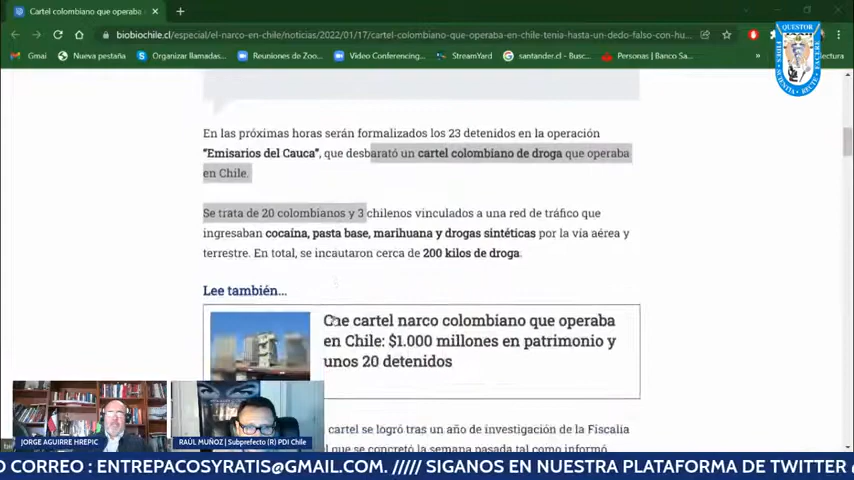 Cartel colombiano que operaba
biobiochile.cl/especial/el-narco-en-chile/noticias/2022/01/17/cartel-colombiano-que-operaba-en-chile-tenia-hasta-un-dedo-falso-con-hu...
Gmail
Nueva pestaña
Organizar llamadas...
Reuniones de Zoo...
Video Conferencing...
StreamYard
santander.cl - Busc...
Personas | Banco Sa...
»
ectura
QUESTOR
FIDES SCIENTIA RECTE FACERE
En las próximas horas serán formalizados los 23 detenidos en la operación
“Emisarios del Cauca”, que desbarató un cartel colombiano de droga que operaba
en Chile.
Se trata de 20 colombianos y 3 chilenos vinculados a una red de tráfico que
ingresaban cocaína, pasta base, marihuana y drogas sintéticas por la vía aérea y
terrestre. En total, se incautaron cerca de 200 kilos de droga.
Lee también...
Cae cartel narco colombiano que operaba
en Chile: $1.000 millones en patrimonio y
unos 20 detenidos
cartel se logró tras un año de investigación de la Fiscalía
que se concretó la semana pasada tal como informó
JORGE AGUIRRE HREPIC
RAÚL MUÑOZ | Subprefecto (R) PDI Chile
O CORREO : ENTREPACOSYRATIS@GMAIL.COM. ///// SIGANOS EN NUESTRA PLATAFORMA DE TWITTER